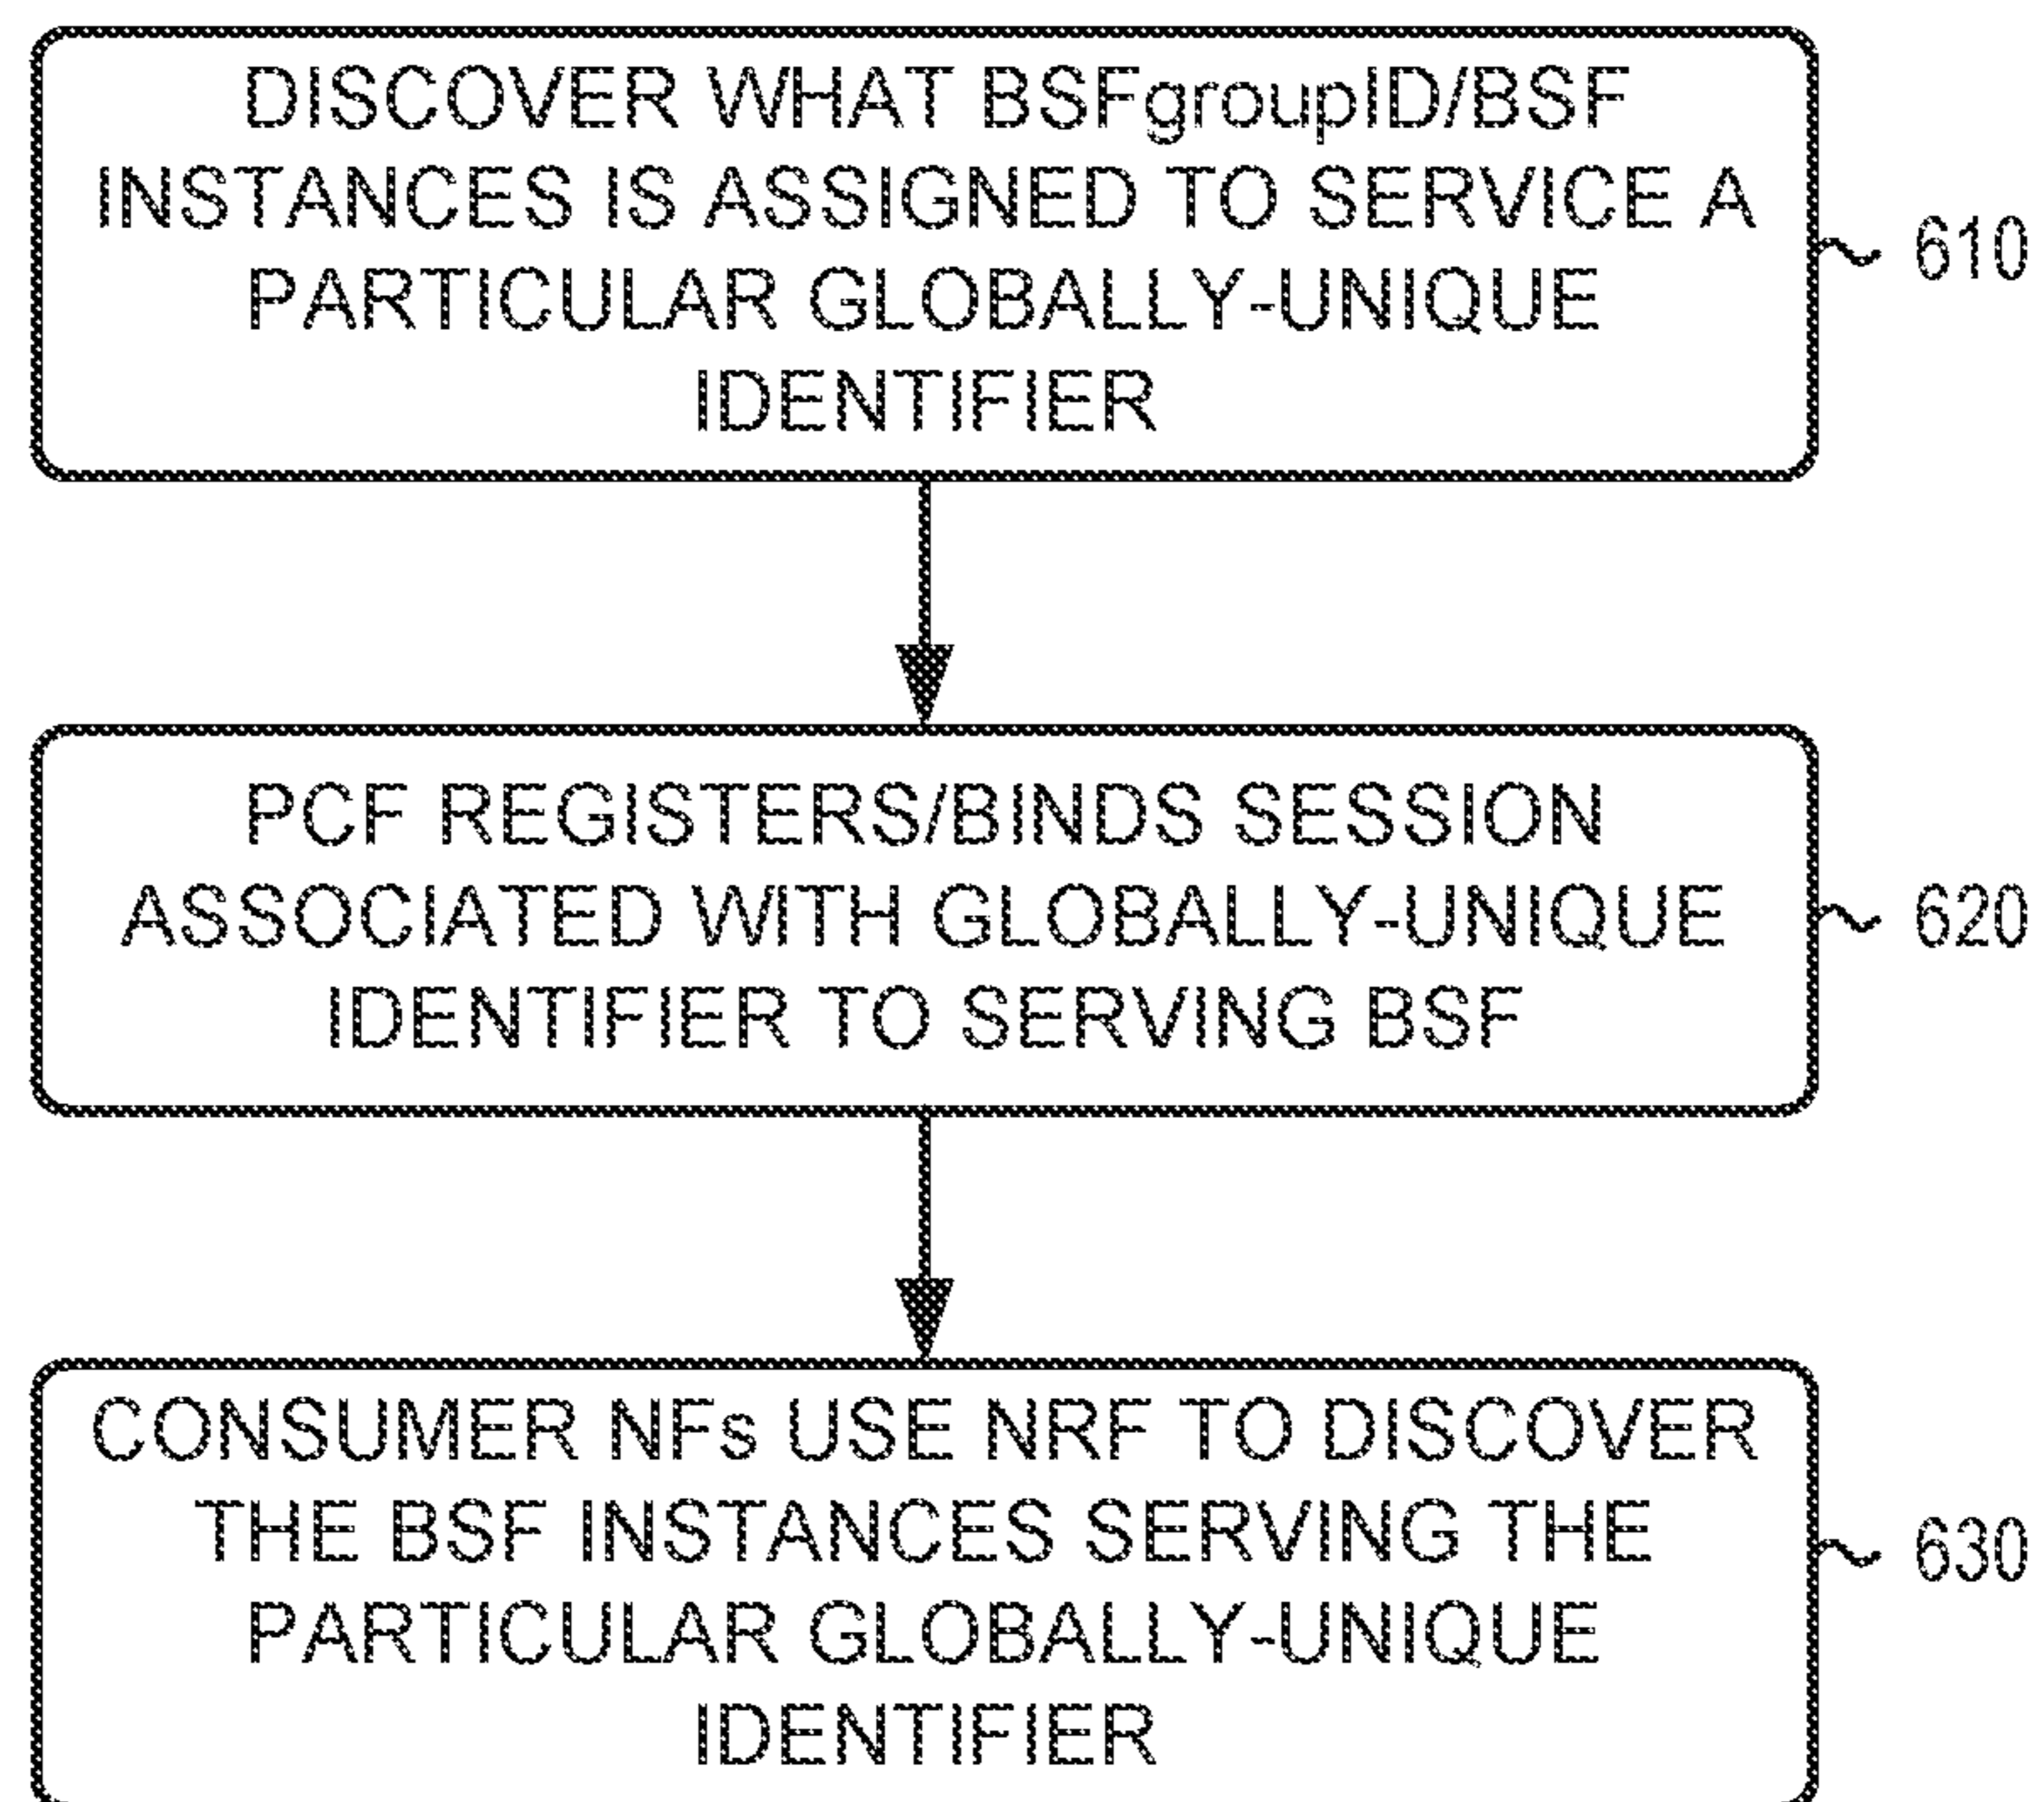 DISCOVER WHAT BSFgroupID/BSF
INSTANCES IS ASSIGNED TO SERVICE A
PARTICULAR GLOBALLY-UNIQUE
IDENTIFIER
610
PCF REGISTERS/BINDS SESSION
ASSOCIATED WITH GLOBALLY-UNIQUE
IDENTIFIER TO SERVING BSF
620
CONSUMER NFs USE NRF TO DISCOVER
THE BSF INSTANCES SERVING THE
PARTICULAR GLOBALLY-UNIQUE
IDENTIFIER
630